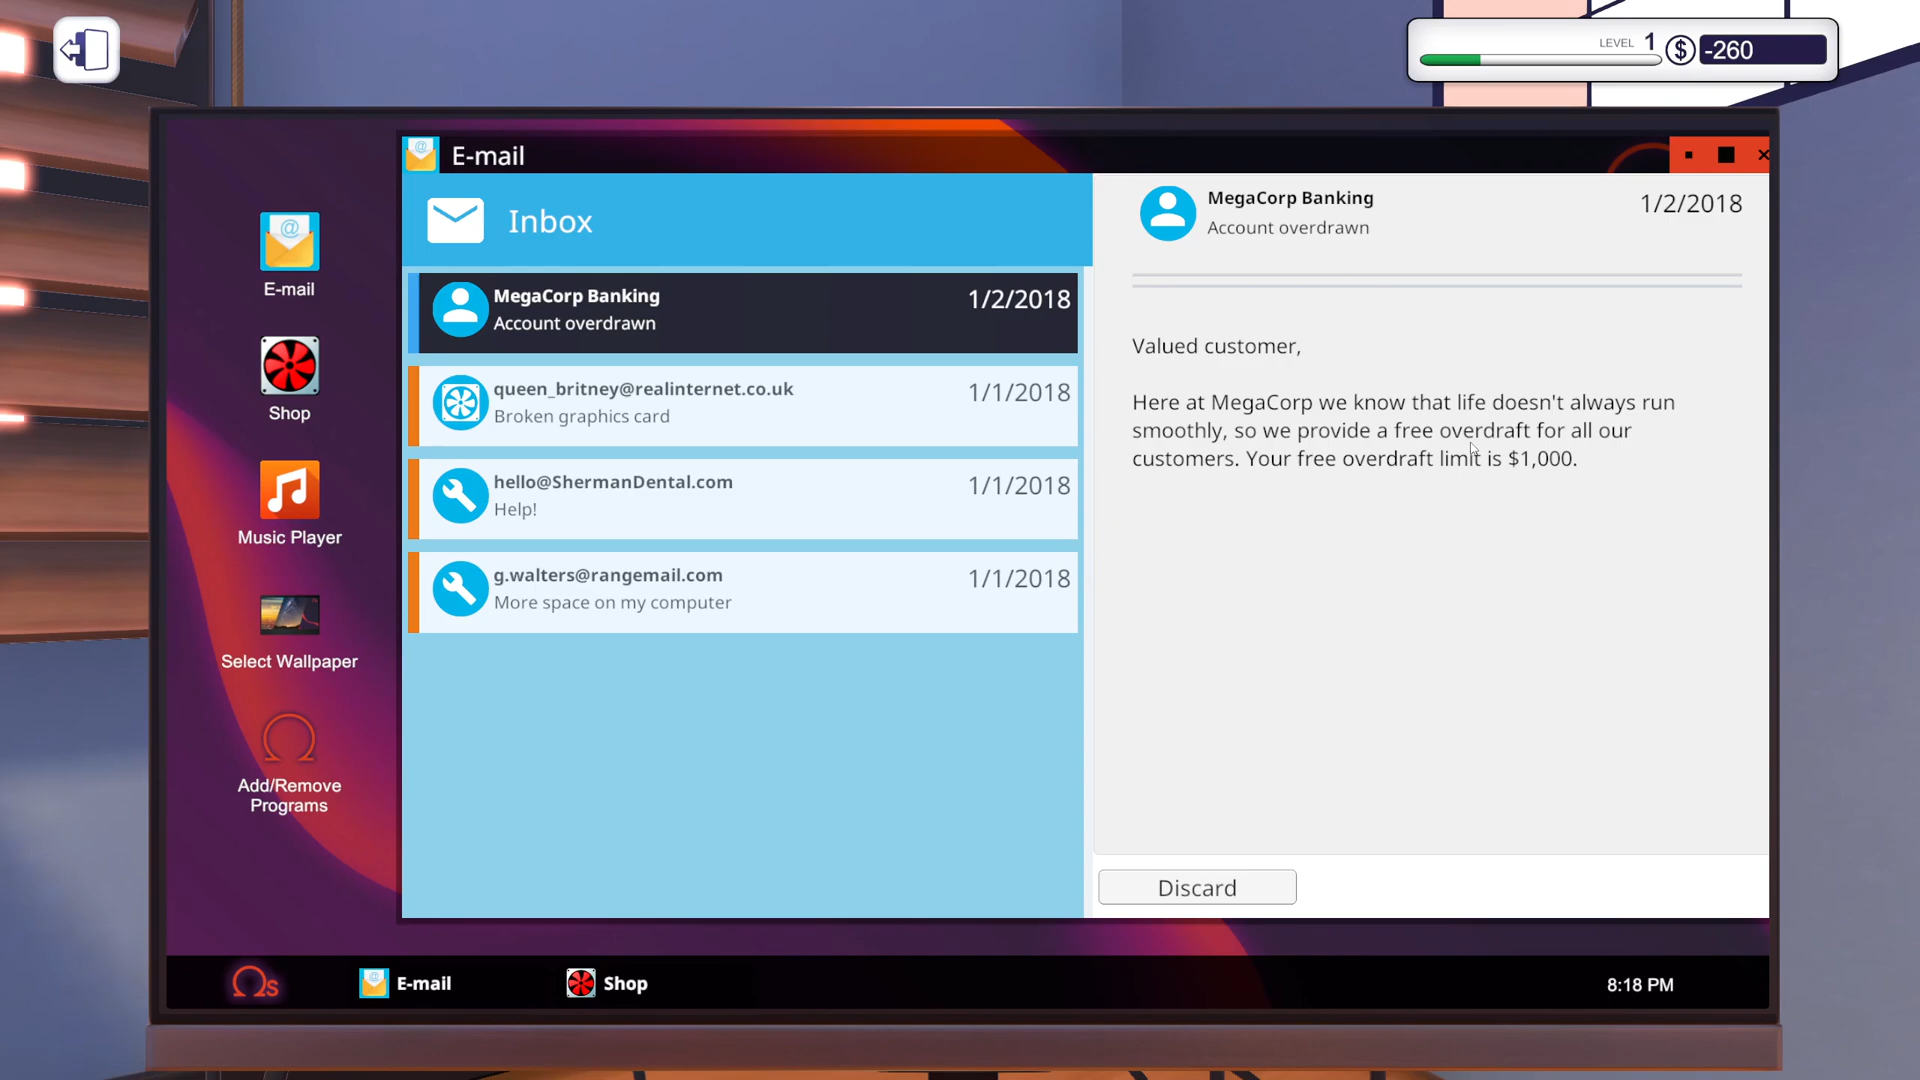 LEVEL 1
$ -260
E-mail
Inbox
MegaCorp Banking
Account overdrawn
1/2/2018
queen_britney@realinternet.co.uk
Broken graphics card
1/1/2018
hello@ShermanDental.com
Help!
1/1/2018
g.walters@rangemail.com
More space on my computer
1/1/2018
MegaCorp Banking
Account overdrawn
1/2/2018
Valued customer,
Here at MegaCorp we know that life doesn't always run
smoothly, so we provide a free overdraft for all our
customers. Your free overdraft limit is $1,000.
Discard
E-mail
Shop
Music Player
Select Wallpaper
Add/Remove
Programs
Ωs
E-mail
Shop
8:18 PM